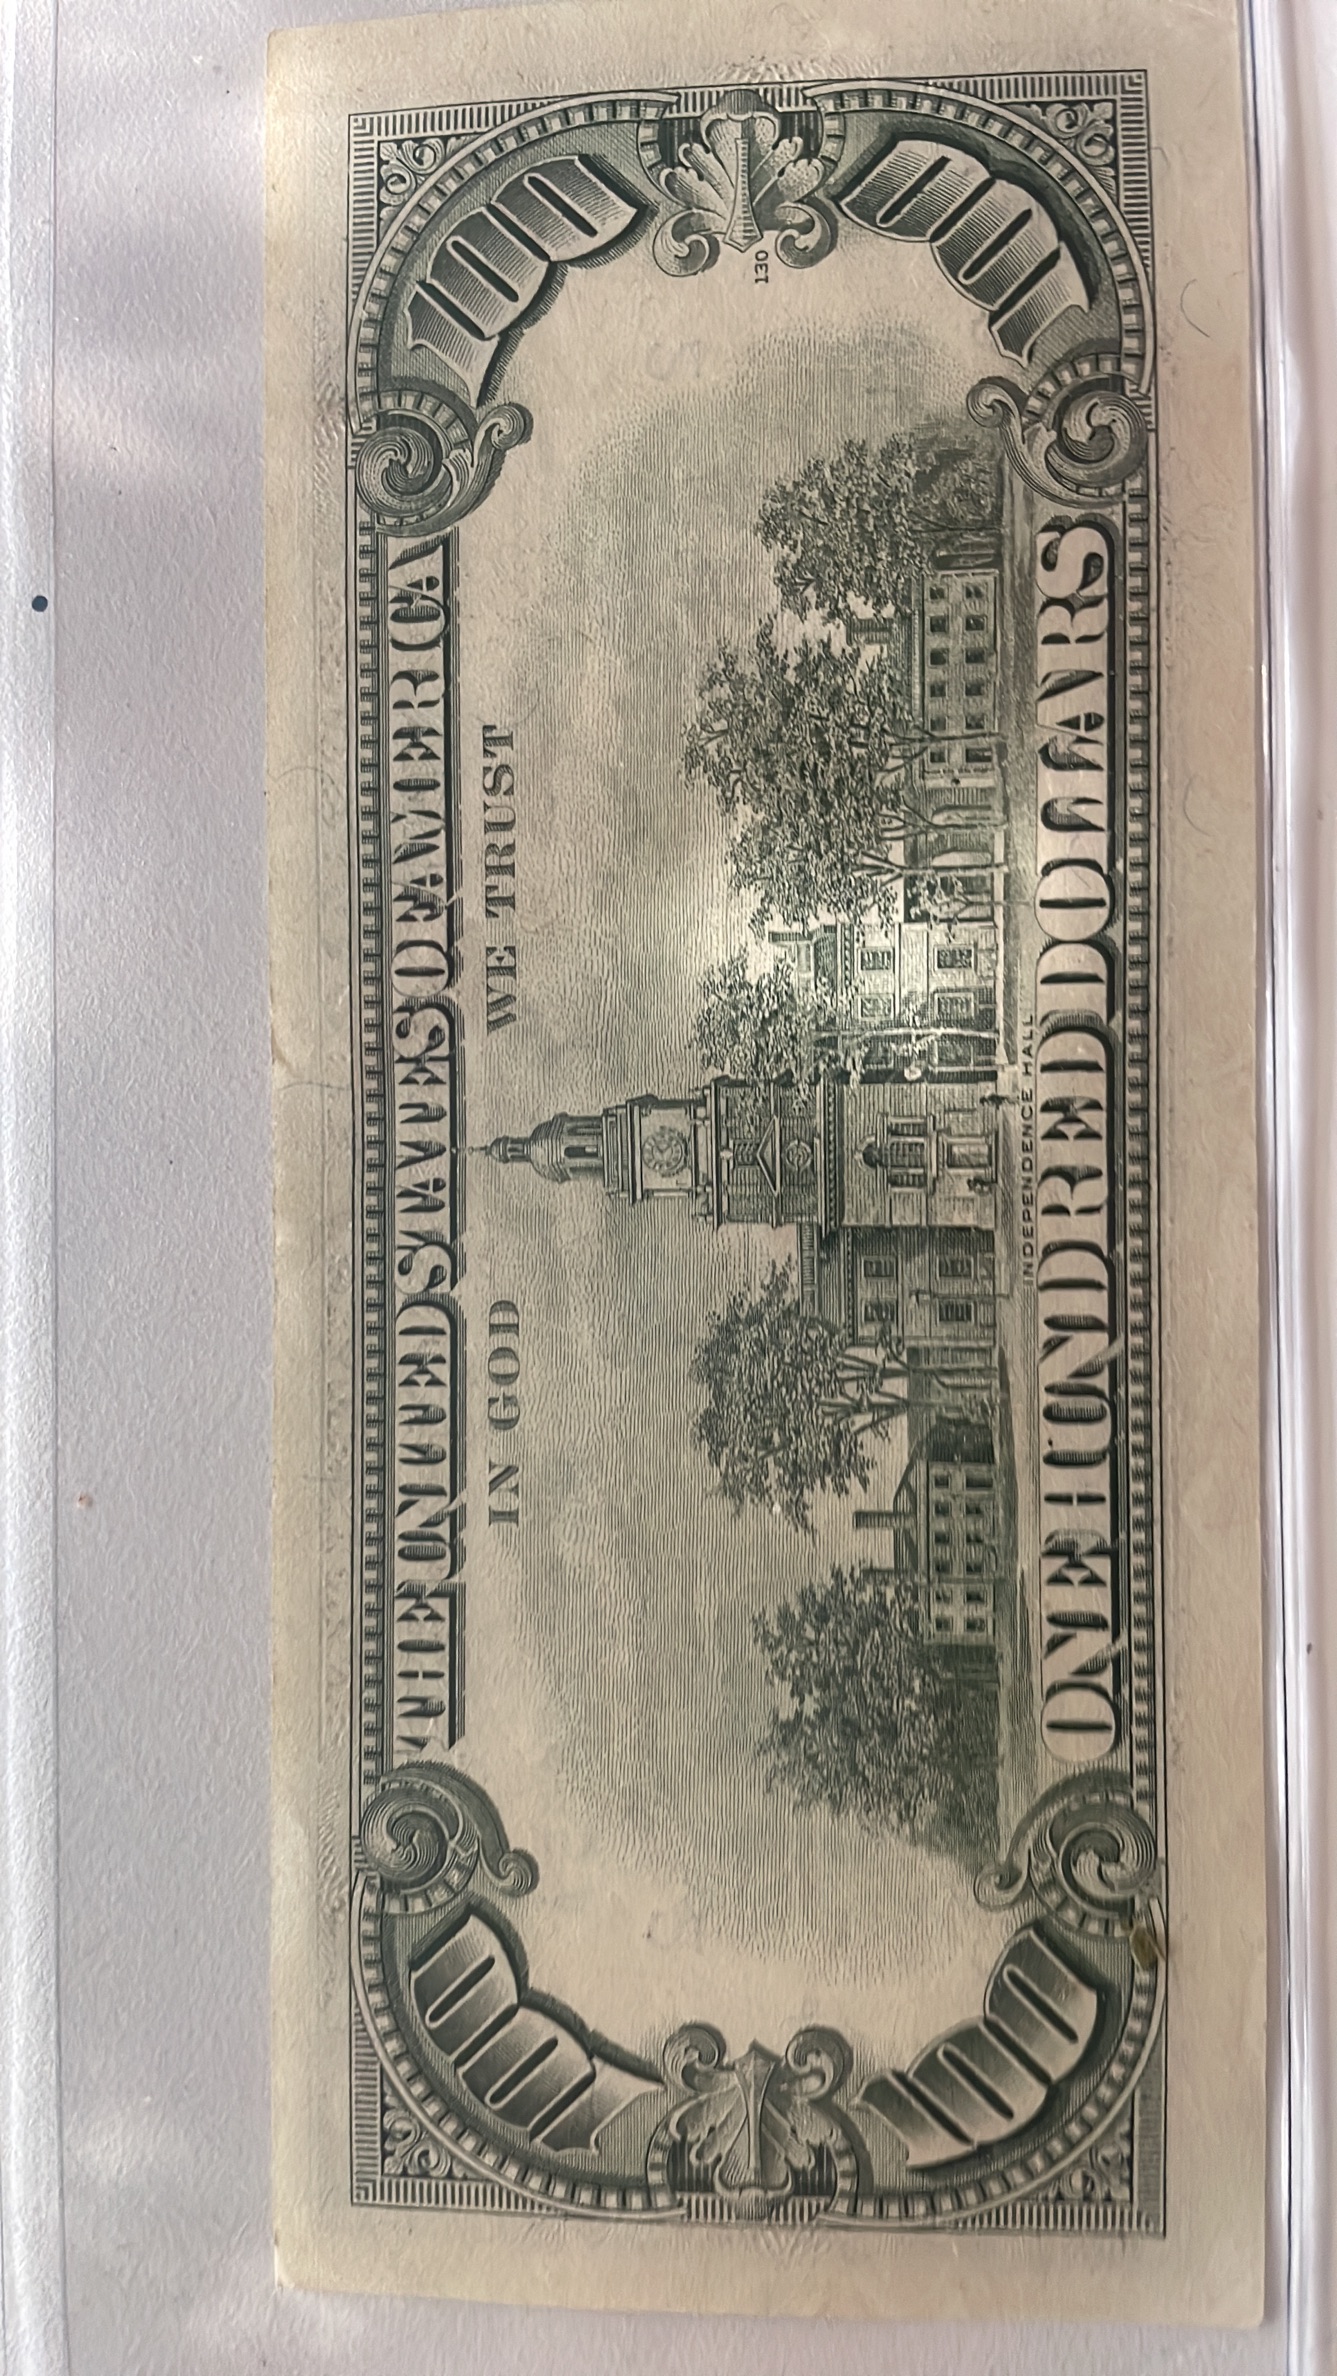 100 100
THE UNITED STATES OF AMERICA
IN GOD WE TRUST
130
INDEPENDENCE HALL
100 100
ONE HUNDRED DOLLARS